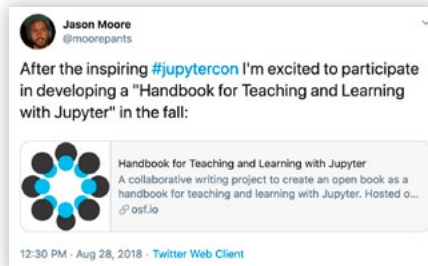 Jason Moore
@moorepants
After the inspiring #jupytercon I'm excited to participate
in developing a "Handbook for Teaching and Learning
with Jupyter" in the fall:
Handbook for Teaching and Learning with Jupyter
A collaborative writing project to create an open book as a
handbook for teaching and learning with Jupyter. Hosted o...
osf.io
12:30 PM · Aug 28, 2018 · Twitter Web Client